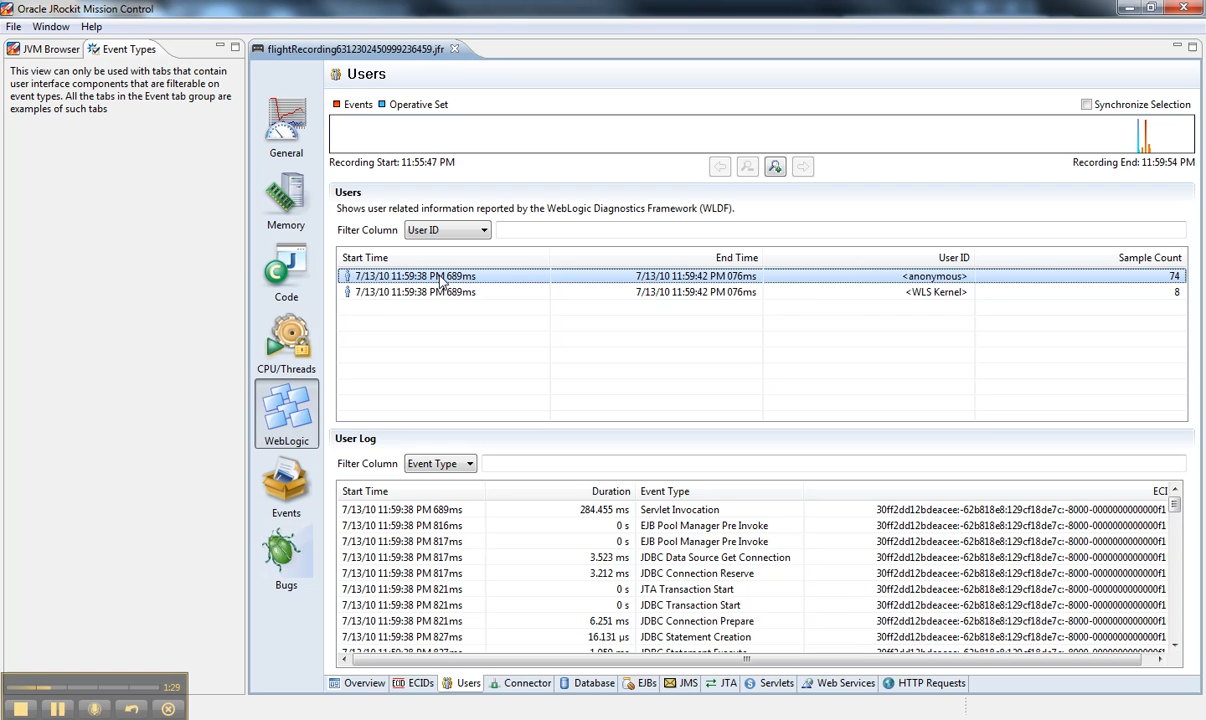 Oracle JRockit Mission Control
File Window Help
JVM Browser Event Types
flightRecording6312302450999236459.jfr
This view can only be used with tabs that contain
user interface components that are filterable on
event types. All the tabs in the Event tab group are
examples of such tabs
General
Memory
Code
CPU/Threads
WebLogic
Events
Bugs
Users
Events Operative Set
Synchronize Selection
Recording Start: 11:55:47 PM
Recording End: 11:59:54 PM
Users
Shows user related information reported by the WebLogic Diagnostics Framework (WLDF).
Filter Column User ID
Start Time End Time User ID Sample Count
7/13/10 11:59:38 PM 689ms 7/13/10 11:59:42 PM 076ms <anonymous> 74
7/13/10 11:59:38 PM 689ms 7/13/10 11:59:42 PM 076ms <WLS Kernel> 8
User Log
Filter Column Event Type
Start Time Duration Event Type ECI
7/13/10 11:59:38 PM 689ms 284.455 ms Servlet Invocation 30ff2dd12bdeacee:-62b818e8:129cf18de7c:-8000-0000000000000f1
7/13/10 11:59:38 PM 816ms 0 s EJB Pool Manager Pre Invoke 30ff2dd12bdeacee:-62b818e8:129cf18de7c:-8000-0000000000000f1
7/13/10 11:59:38 PM 817ms 0 s EJB Pool Manager Pre Invoke 30ff2dd12bdeacee:-62b818e8:129cf18de7c:-8000-0000000000000f1
7/13/10 11:59:38 PM 817ms 3.523 ms JDBC Data Source Get Connection 30ff2dd12bdeacee:-62b818e8:129cf18de7c:-8000-0000000000000f1
7/13/10 11:59:38 PM 817ms 3.212 ms JDBC Connection Reserve 30ff2dd12bdeacee:-62b818e8:129cf18de7c:-8000-0000000000000f1
7/13/10 11:59:38 PM 821ms 0 s JTA Transaction Start 30ff2dd12bdeacee:-62b818e8:129cf18de7c:-8000-0000000000000f1
7/13/10 11:59:38 PM 821ms 0 s JDBC Transaction Start 30ff2dd12bdeacee:-62b818e8:129cf18de7c:-8000-0000000000000f1
7/13/10 11:59:38 PM 821ms 6.251 ms JDBC Connection Prepare 30ff2dd12bdeacee:-62b818e8:129cf18de7c:-8000-0000000000000f1
7/13/10 11:59:38 PM 827ms 16.131 µs JDBC Statement Creation 30ff2dd12bdeacee:-62b818e8:129cf18de7c:-8000-0000000000000f1
Overview ECIDs Users Connector Database EJBs JMS JTA Servlets Web Services HTTP Requests
1:29